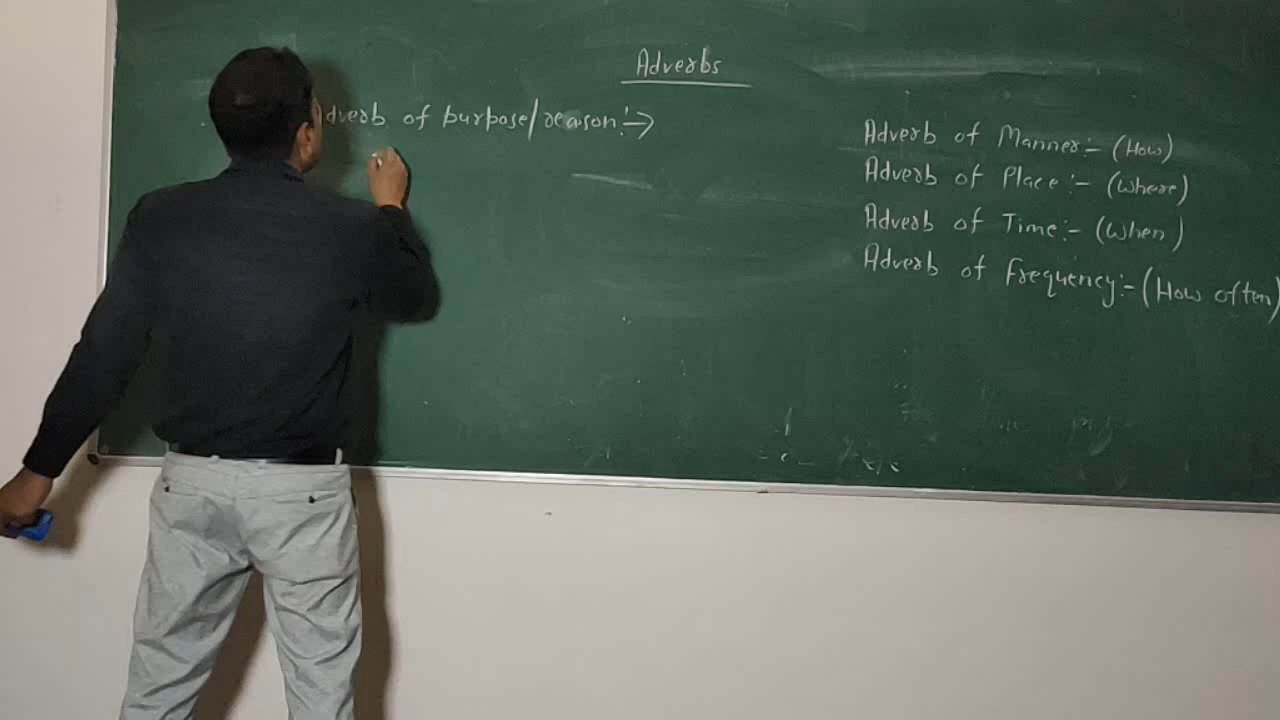 Adverbs
Adverb of purpose/reason:→
Adverb of Manner:- (How)
Adverb of Place:- (Where)
Adverb of Time:- (When)
Adverb of Frequency:- (How often)